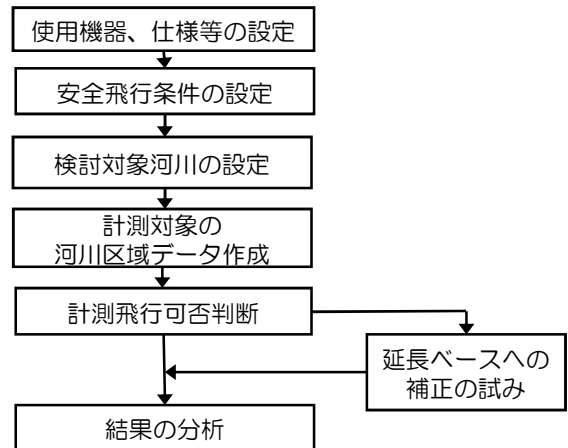 使用機器、仕様等の設定
安全飛行条件の設定
検討対象河川の設定
計測対象の
河川区域データ作成
計測飛行可否判断
延長ベースへの
補正の試み
結果の分析